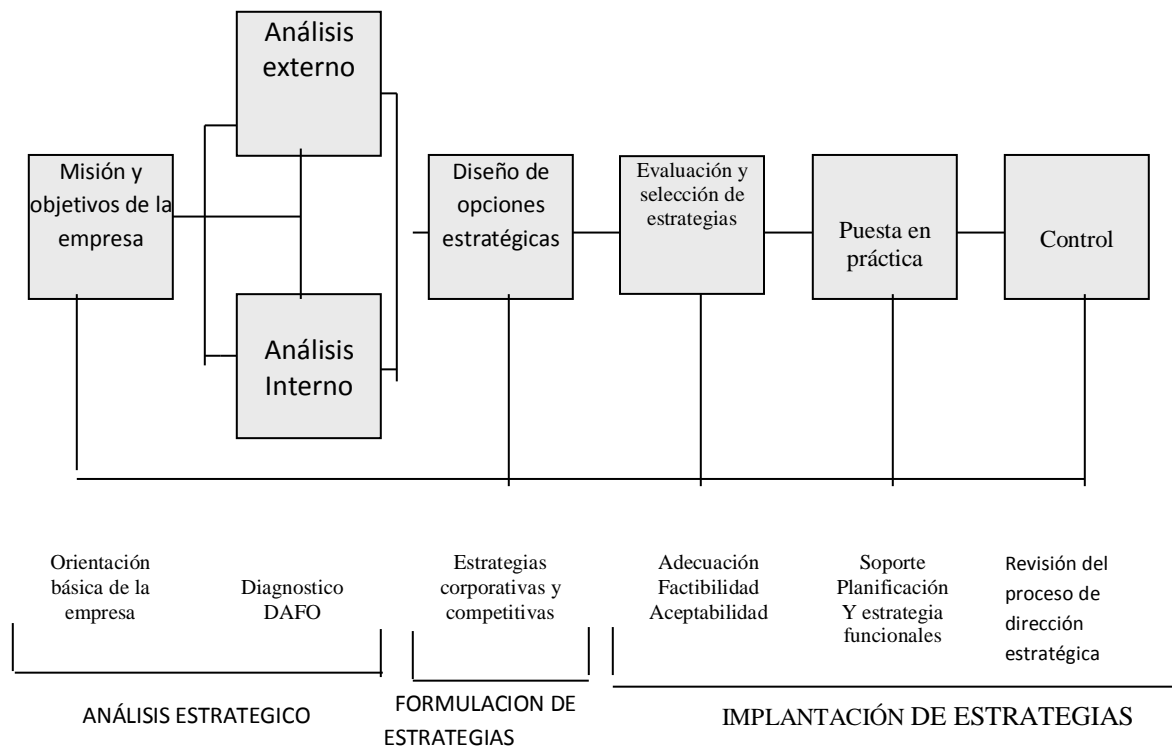 Análisis
externo
Misión y
objetivos de la
empresa
Análisis
Interno
Diseño de
opciones
estratégicas
Evaluación y
selección de
estrategias
Puesta en
práctica
Control
Orientación
básica de la
empresa
Diagnostico
DAFO
Estrategias
corporativas y
competitivas
Adecuación
Factibilidad
Aceptabilidad
Soporte
Planificación
Y estrategia
funcionales
Revisión del
proceso de
dirección
estratégica
ANÁLISIS ESTRATEGICO
FORMULACION DE
ESTRATEGIAS
IMPLANTACIÓN DE ESTRATEGIAS